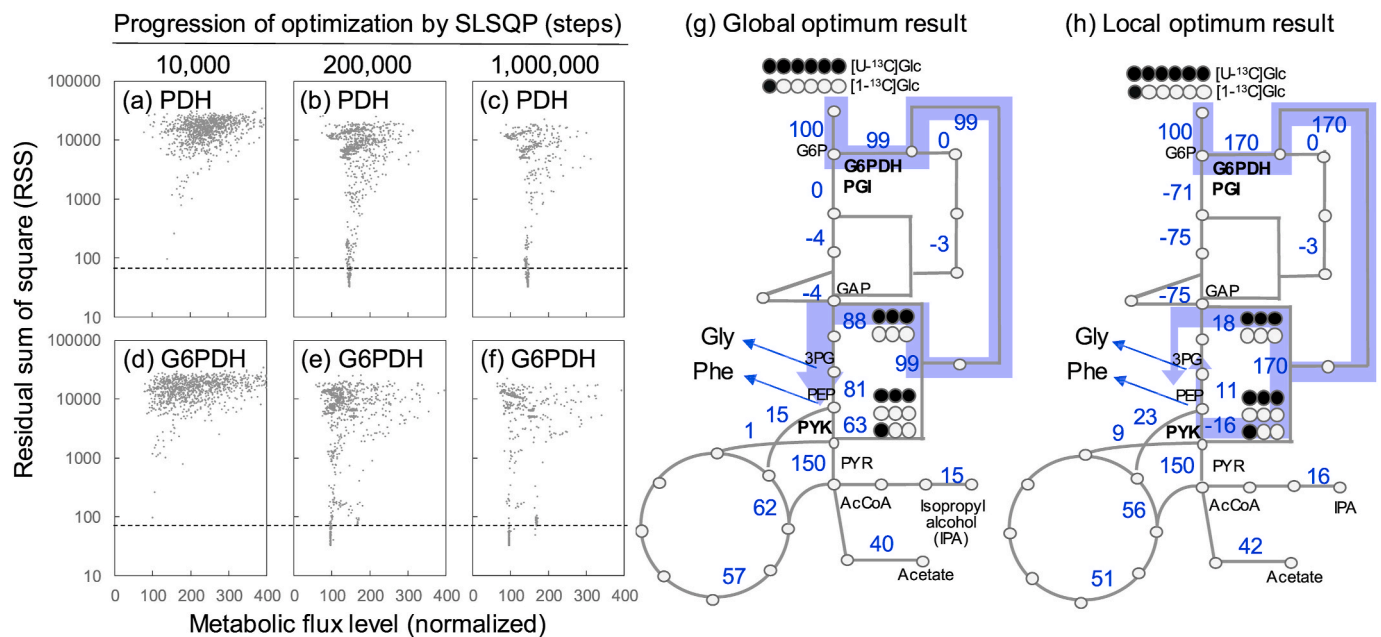 Progression of optimization by SLSQP (steps)
10,000 200,000 1,000,000
Residual sum of square (RSS)
100000
10000
1000
100
10
(a) PDH
(b) PDH
(c) PDH
100000
10000
1000
100
10
(d) G6PDH
(e) G6PDH
(f) G6PDH
0 100 200 300 400
0 100 200 300 400
0 100 200 300 400
Metabolic flux level (normalized)
(g) Global optimum result
[U-¹³C]Glc
[1-¹³C]Glc
100
99
99
0
G6P
G6PDH
PGI
0
-4
-3
-4
GAP
88
Gly
3PG
99
Phe
PEP
81
15
1
PYK
63
150
PYR
62
AcCoA
15
Isopropyl
alcohol
(IPA)
40
Acetate
57
(h) Local optimum result
[U-¹³C]Glc
[1-¹³C]Glc
100
170
170
0
G6P
G6PDH
PGI
-71
-75
-3
-75
GAP
18
Gly
3PG
170
Phe
PEP
11
23
9
PYK
-16
150
PYR
56
AcCoA
16
IPA
42
Acetate
51